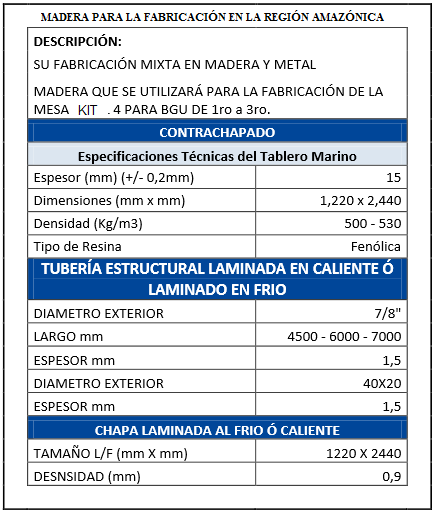 MADERA PARA LA FABRICACIÓN EN LA REGIÓN AMAZÓNICA
DESCRIPCIÓN:
SU FABRICACIÓN MIXTA EN MADERA Y METAL
MADERA QUE SE UTILIZARÁ PARA LA FABRICACIÓN DE LA
MESA KIT . 4 PARA BGU DE 1ro a 3ro.
CONTRACHAPADO
Especificaciones Técnicas del Tablero Marino
Espesor (mm) (+/- 0,2mm) 15
Dimensiones (mm x mm) 1,220 x 2,440
Densidad (Kg/m3) 500 - 530
Tipo de Resina Fenólica
TUBERÍA ESTRUCTURAL LAMINADA EN CALIENTE Ó
LAMINADO EN FRIO
DIAMETRO EXTERIOR 7/8"
LARGO mm 4500 - 6000 - 7000
ESPESOR mm 1,5
DIAMETRO EXTERIOR 40X20
ESPESOR mm 1,5
CHAPA LAMINADA AL FRIO Ó CALIENTE
TAMAÑO L/F (mm X mm) 1220 X 2440
DESNSIDAD (mm) 0,9